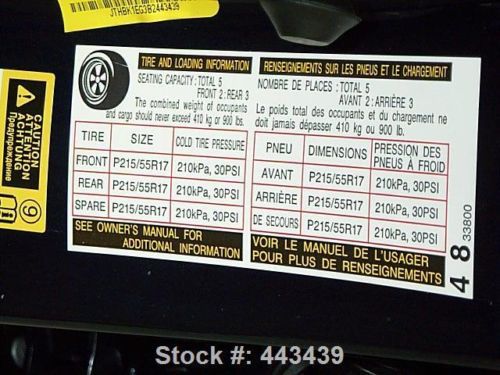 JTHBK1EG3B2443439
TIRE AND LOADING INFORMATION
SEATING CAPACITY: TOTAL 5
FRONT 2: REAR 3
The combined weight of occupants
and cargo should never exceed 410 kg or 900 lbs.
TIRE SIZE COLD TIRE PRESSURE
FRONT P215/55R17 210kPa, 30PSI
REAR P215/55R17 210kPa, 30PSI
SPARE P215/55R17 210kPa, 30PSI
SEE OWNER'S MANUAL FOR
ADDITIONAL INFORMATION
RENSEIGNEMENTS SUR LES PNEUS ET LE CHARGEMENT
NOMBRE DE PLACES: TOTAL 5
AVANT 2: ARRIÈRE 3
Le poids total des occupants et du chargement ne
doit jamais dépasser 410 kg ou 900 lb.
PNEU DIMENSIONS PRESSION DES
PNEUS À FROID
AVANT P215/55R17 210kPa, 30PSI
ARRIÈRE P215/55R17 210kPa, 30PSI
DE SECOURS P215/55R17 210kPa, 30PSI
VOIR LE MANUEL DE L'USAGER
POUR PLUS DE RENSEIGNEMENTS
48
33800
CAUTION
ATTENTION
ACHTUNG
Предупреждение
9
Stock #: 443439